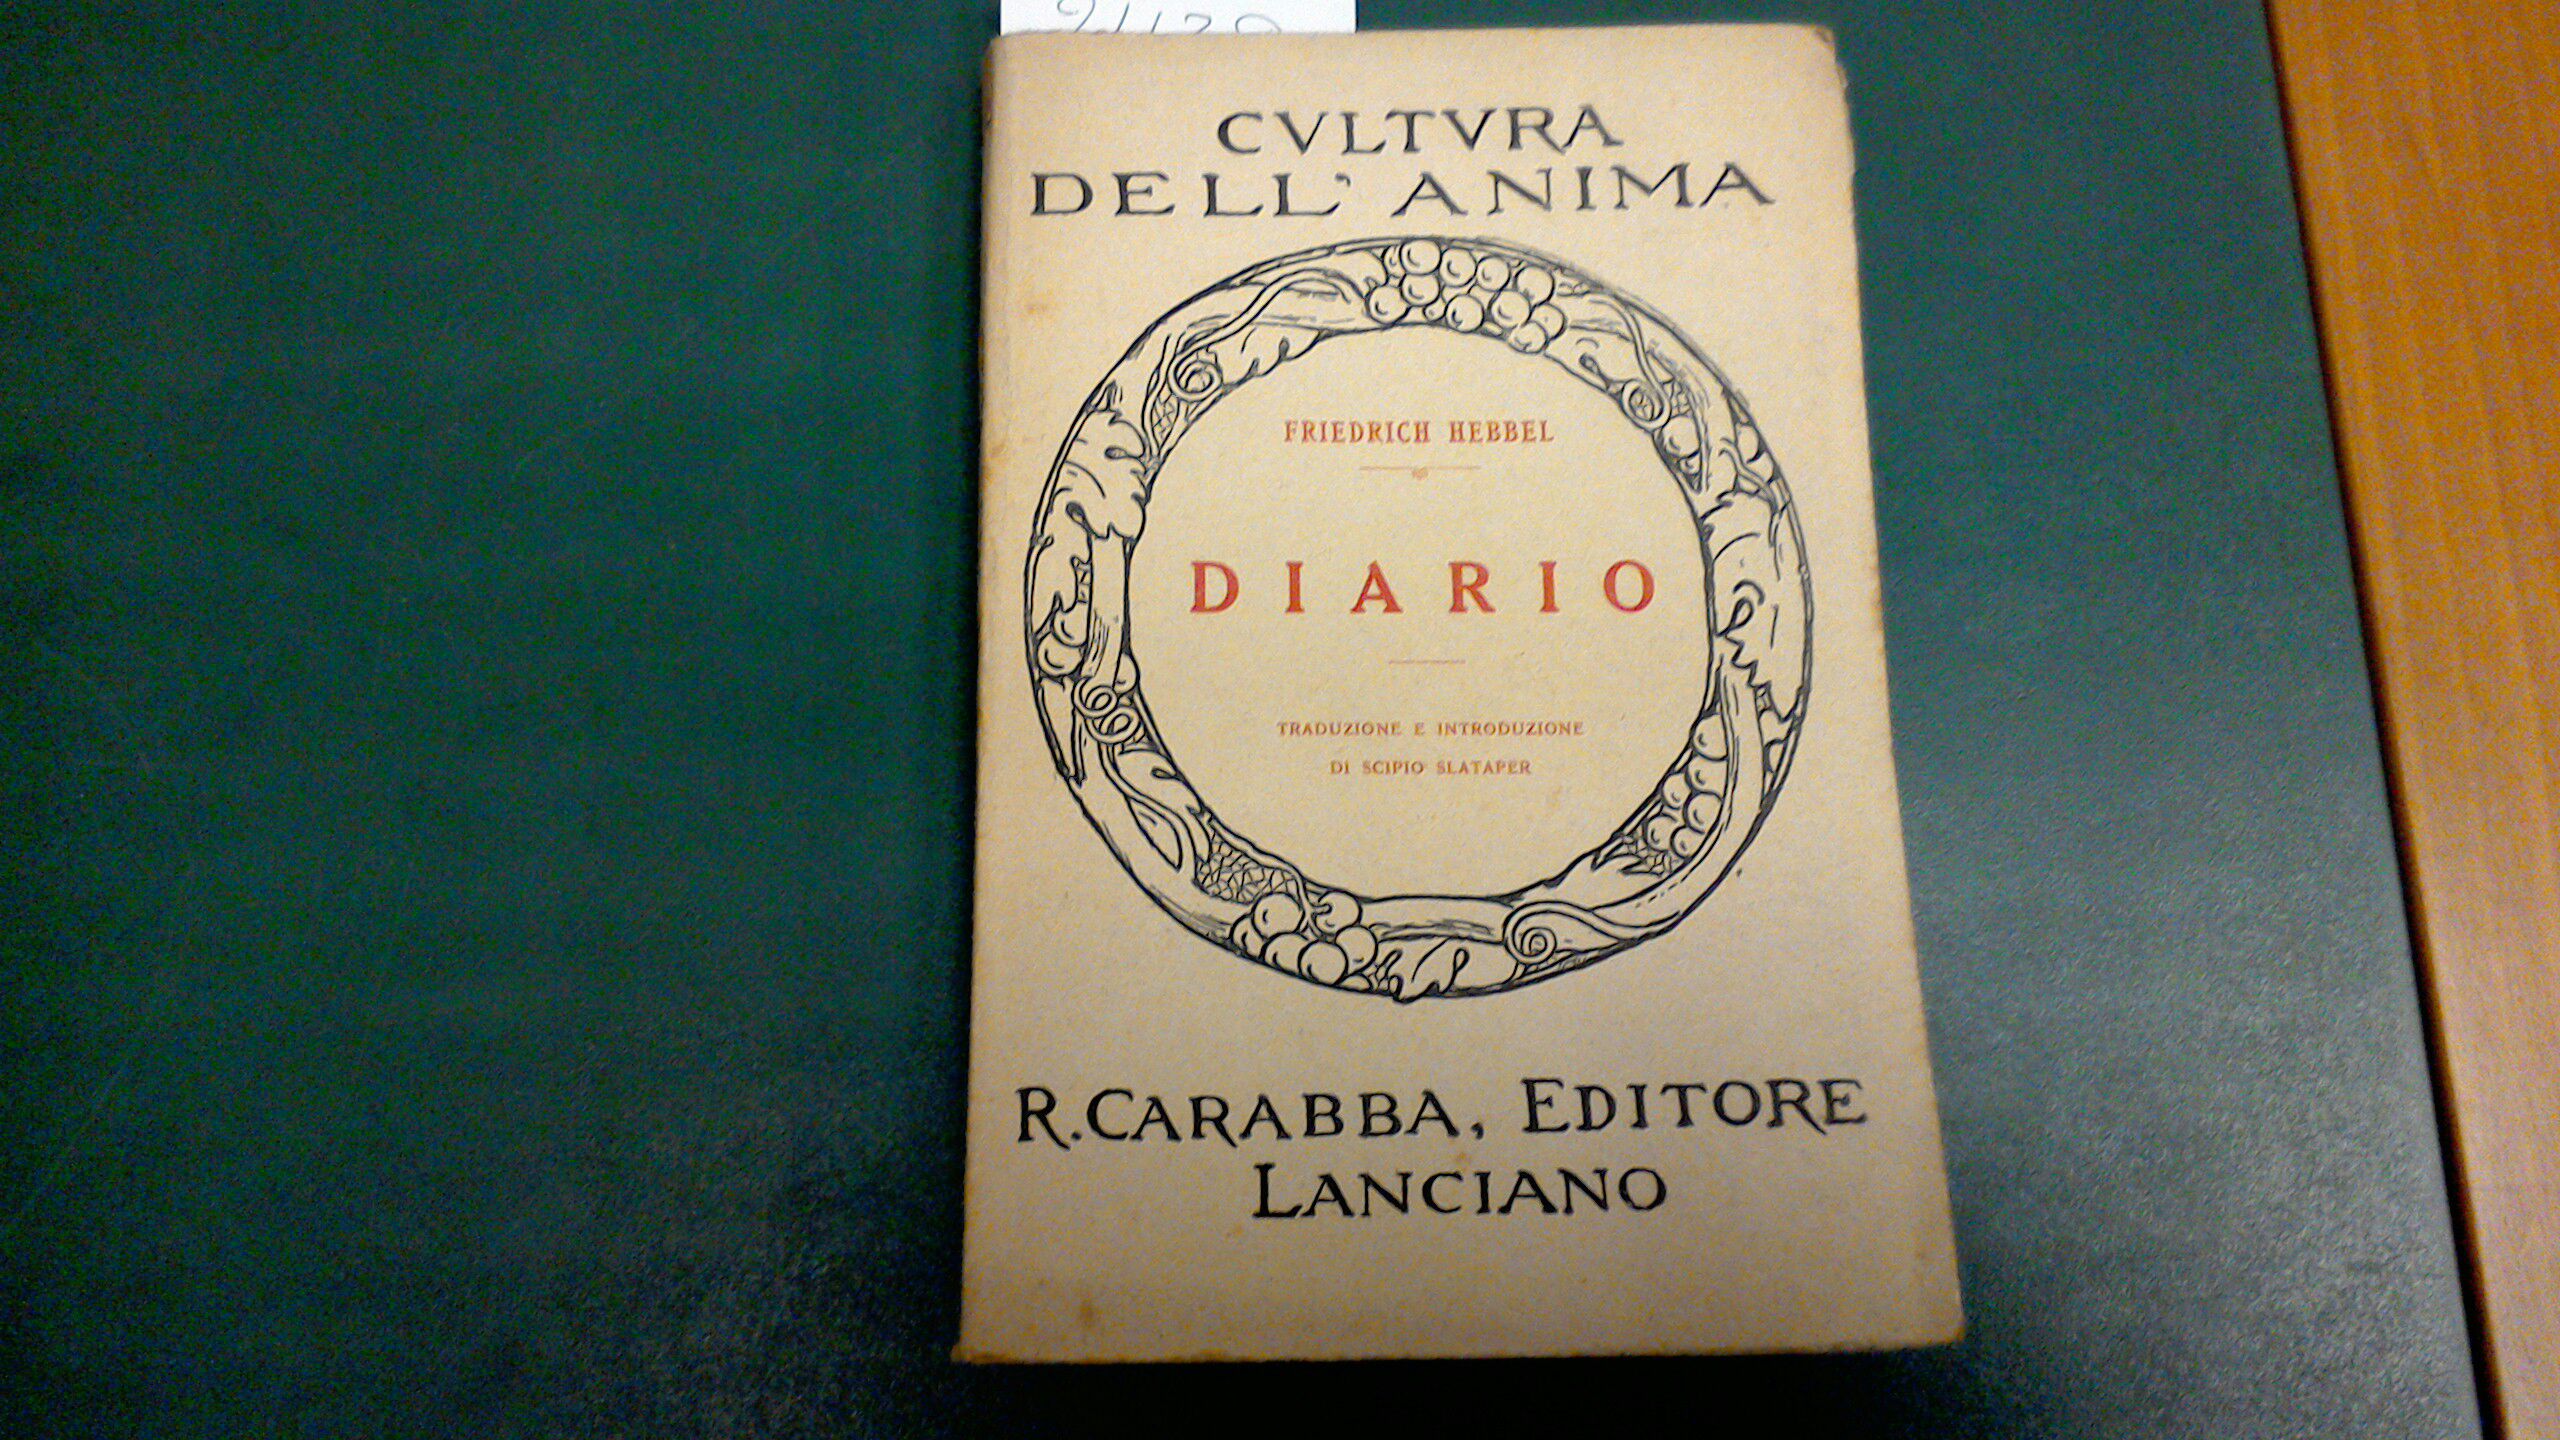 CVLTVRA
DELL'ANIMA
FRIEDRICH HEBBEL
DIARIO
TRADUZIONE E INTRODUZIONE
DI SCIPIO SLATAPER
R. CARABBA, EDITORE
LANCIANO